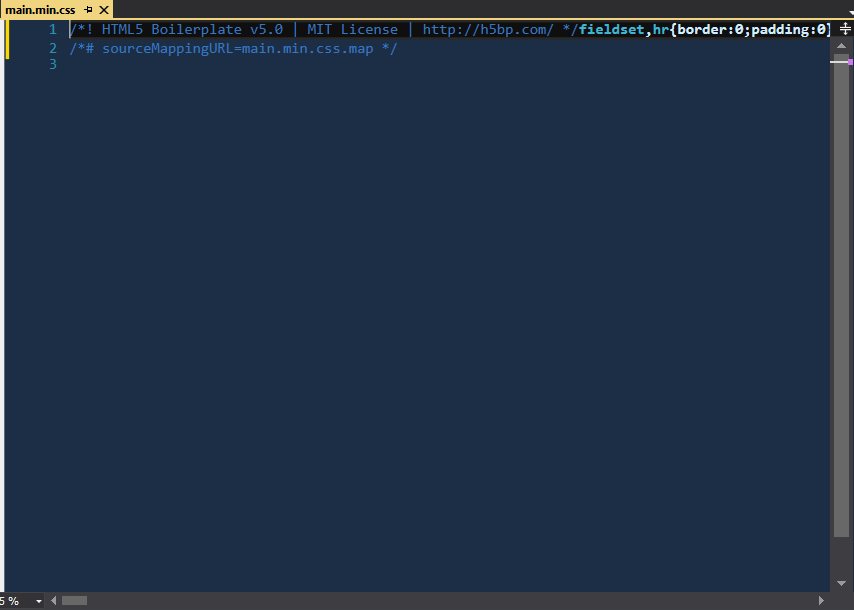 main.min.css
1 /*! HTML5 Boilerplate v5.0 | MIT License | http://h5bp.com/ */fieldset,hr{border:0;padding:0}
2 /*# sourceMappingURL=main.min.css.map */
3
5 %